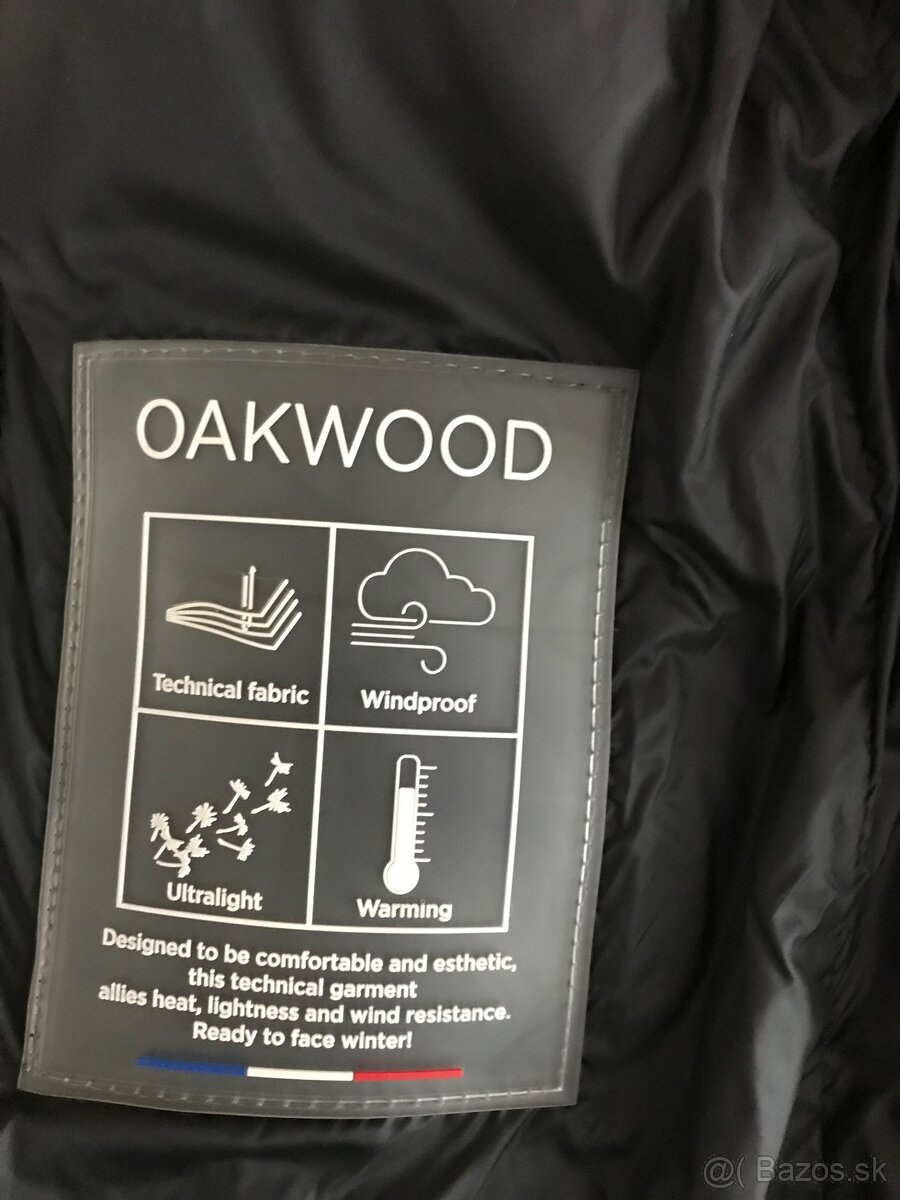 OAKWOOD
Technical fabric
Windproof
Ultralight
Warming
Designed to be comfortable and esthetic,
this technical garment
allies heat, lightness and wind resistance.
Ready to face winter!
@( Bazos.sk